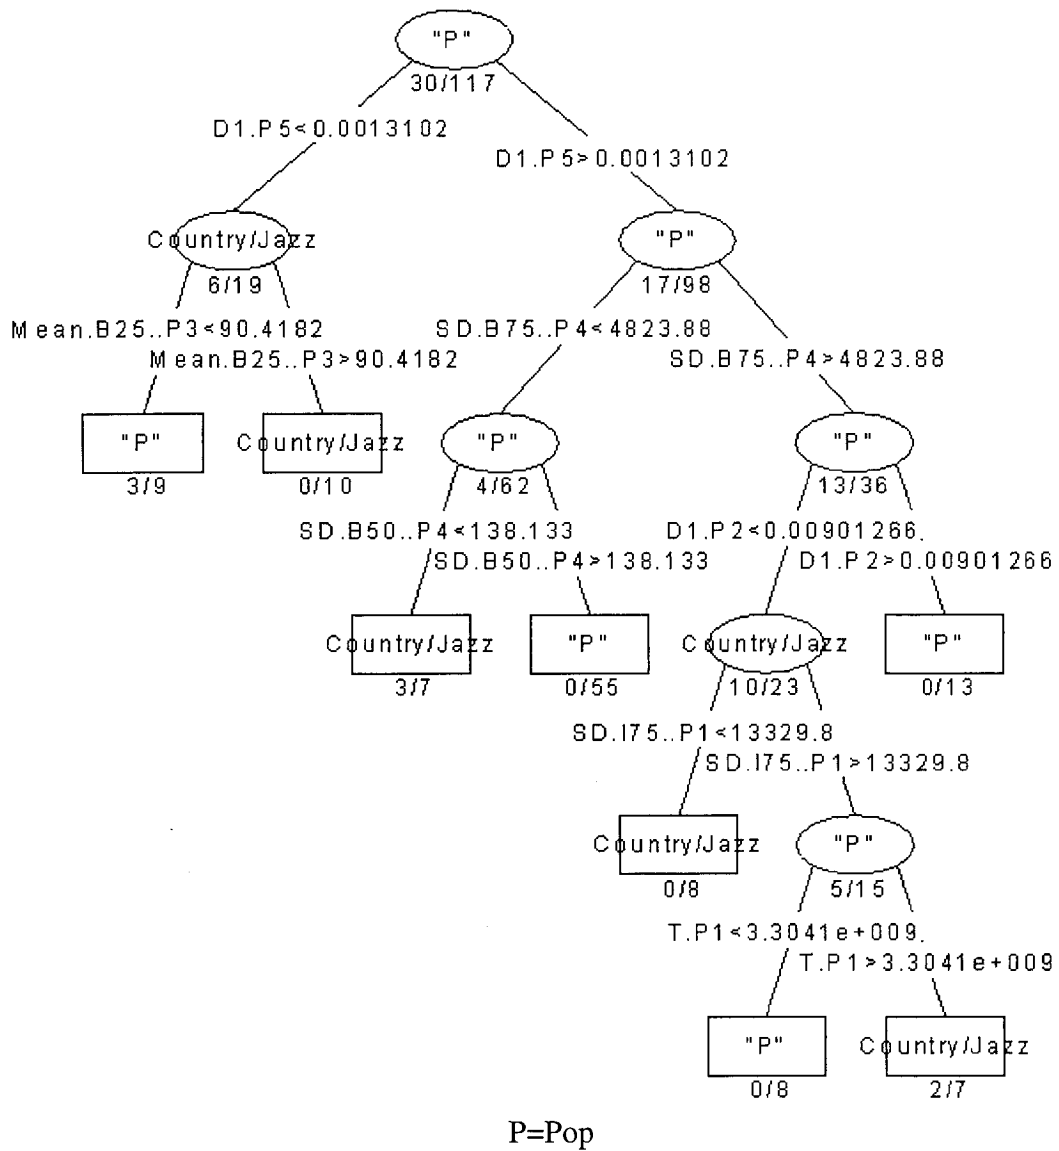 "P"
30/117
D1.P5<0.0013102
D1.P5>0.0013102
Country/Jazz
6/19
"P"
17/98
Mean.B25..P3<90.4182
Mean.B25..P3>90.4182
SD.B75..P4<4823.88
SD.B75..P4>4823.88
"P"
3/9
Country/Jazz
0/10
"P"
4/62
"P"
13/36
SD.B50..P4<138.133
SD.B50..P4>138.133
D1.P2<0.00901266.
D1.P2>0.00901266
Country/Jazz
3/7
"P"
0/55
Country/Jazz
10/23
"P"
0/13
SD.I75..P1<13329.8
SD.I75..P1>13329.8
Country/Jazz
0/8
"P"
5/15
T.P1<3.3041e+009.
T.P1>3.3041e+009
"P"
0/8
Country/Jazz
2/7
P=Pop